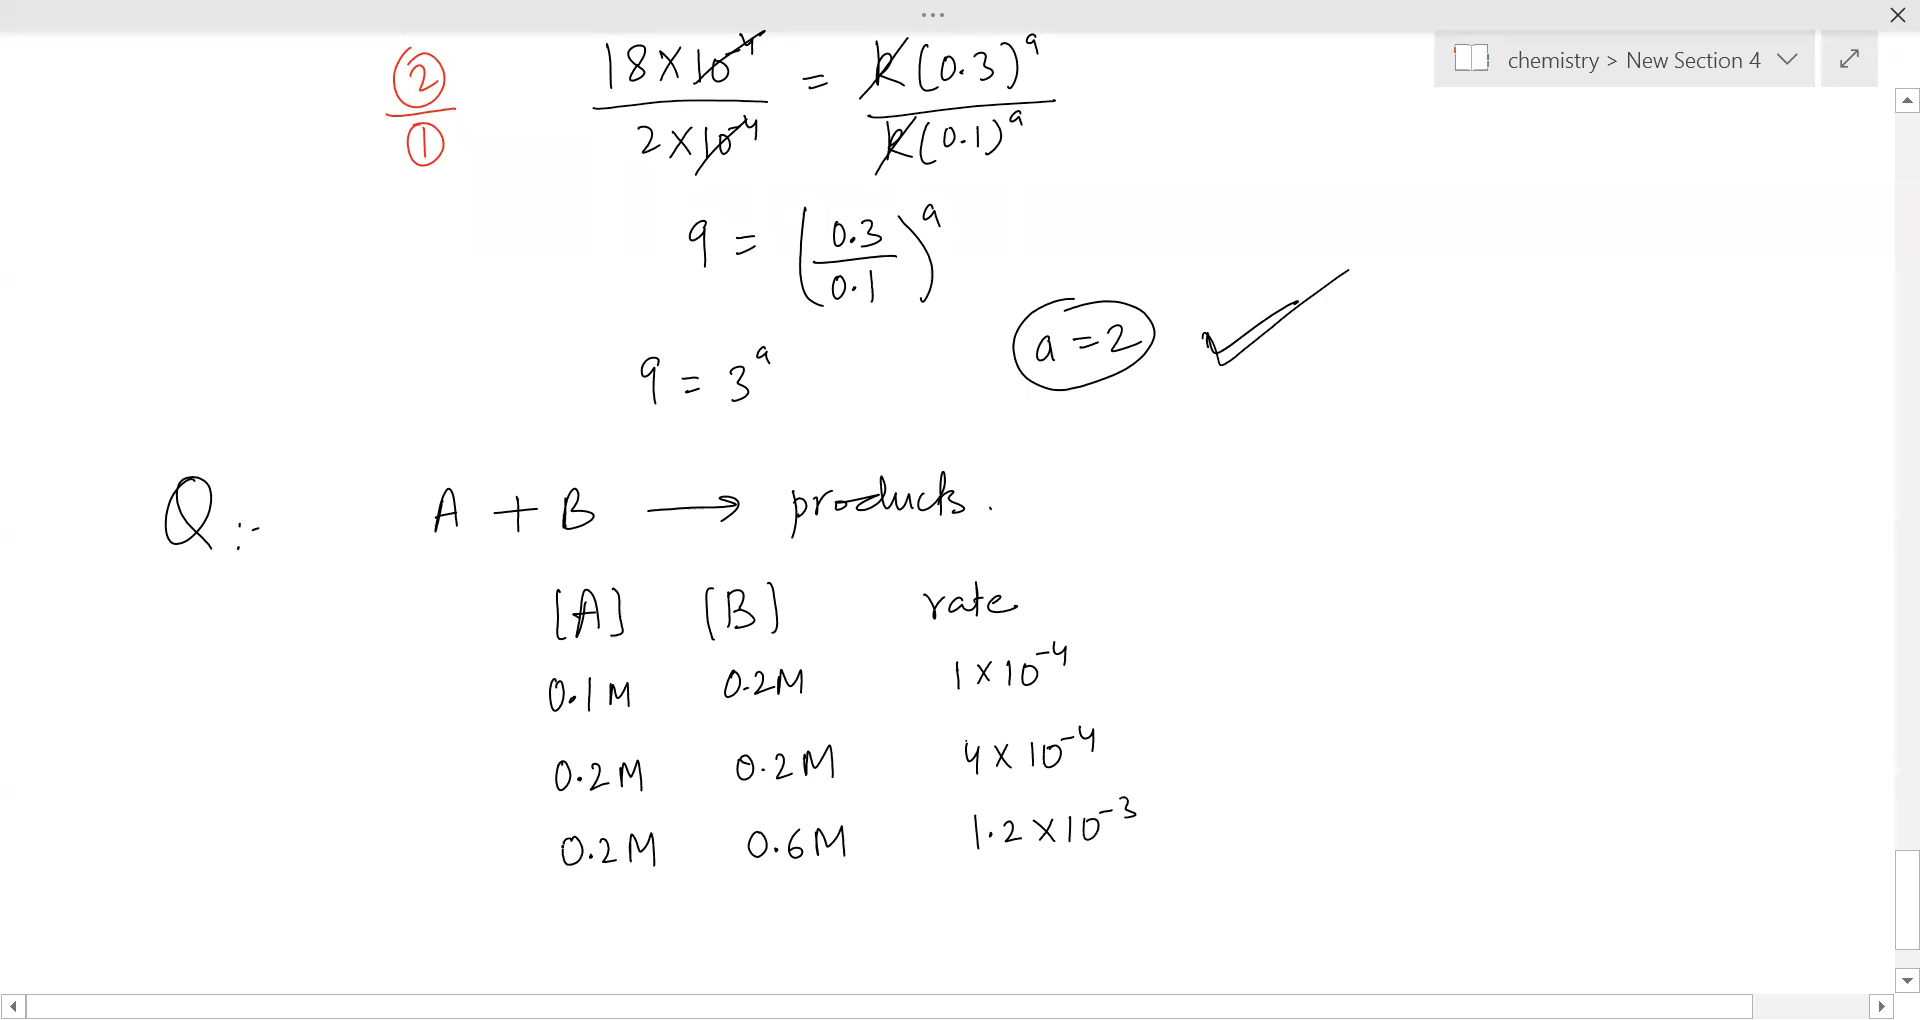 ...
chemistry > New Section 4
② 18 × 10⁻⁴ = k (0.3)ᵃ
① 2 × 10⁻⁴ k (0.1)ᵃ
9 = (0.3 / 0.1)ᵃ
a = 2 ✓
9 = 3ᵃ
Q :- A + B ⟶ products.
[A] [B] rate
0.1 M 0.2 M 1 × 10⁻⁴
0.2 M 0.2 M 4 × 10⁻⁴
0.2 M 0.6 M 1.2 × 10⁻³